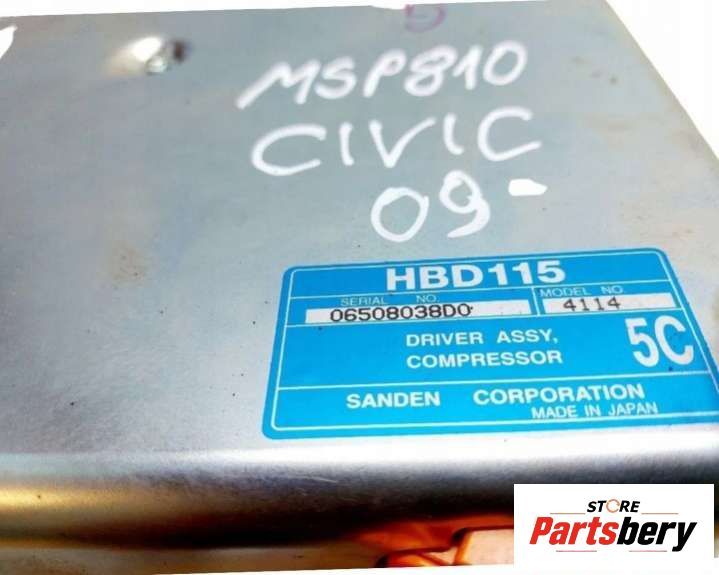 MSP810
CIVIC
09-
HBD115
SERIAL NO.
06508038D0
MODEL NO.
4114
DRIVER ASSY,
COMPRESSOR
5C
SANDEN CORPORATION
MADE IN JAPAN
STORE
Partsbery